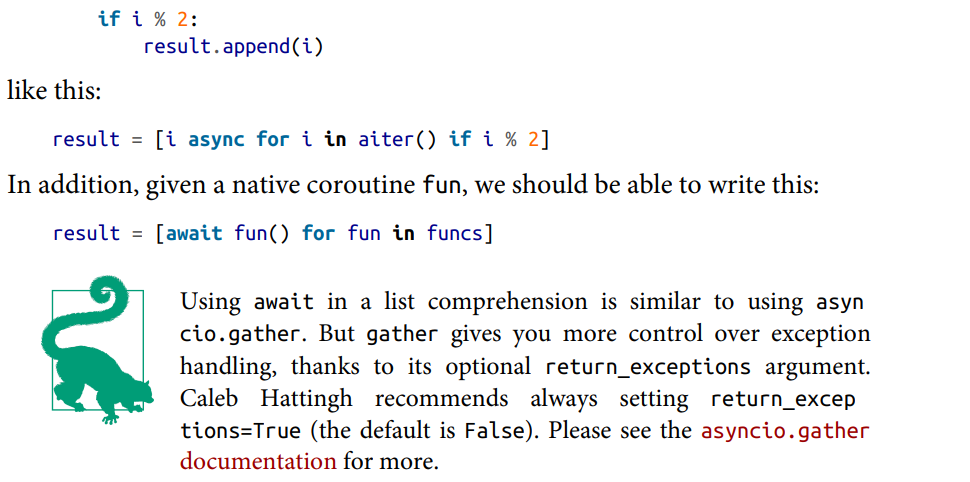 if i % 2:
result.append(i)
like this:
result = [i async for i in aiter() if i % 2]
In addition, given a native coroutine fun, we should be able to write this:
result = [await fun() for fun in funcs]
Using await in a list comprehension is similar to using asyn
cio.gather. But gather gives you more control over exception
handling, thanks to its optional return_exceptions argument.
Caleb Hattingh recommends always setting return_excep
tions=True (the default is False). Please see the asyncio.gather
documentation for more.